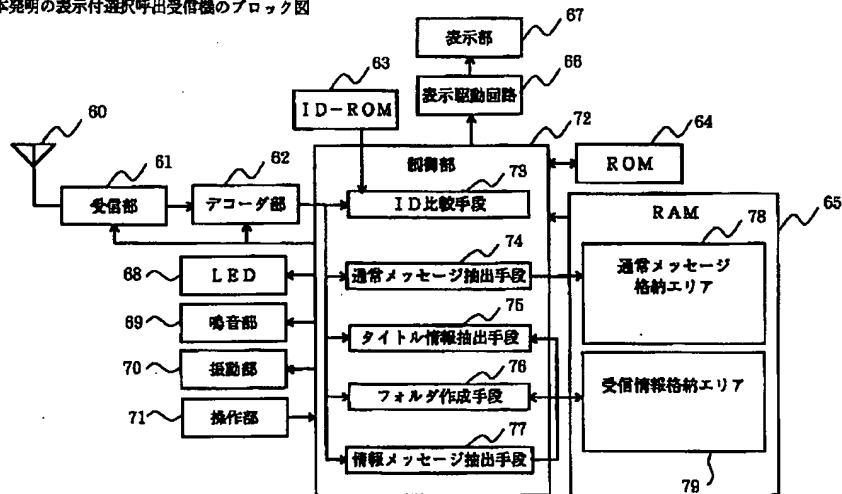 本発明の表示付選択呼出受信機のブロック図
67
表示部
63
66
ID-ROM
表示駆動回路
60
72
64
制御部
ROM
61
62
73
受信部
デコーダ部
ID比較手段
65
RAM
78
74
68
LED
通常メッセージ抽出手段
通常メッセージ
格納エリア
75
69
鳴音部
タイトル情報抽出手段
76
70
振動部
フォルダ作成手段
受信情報格納エリア
71
操作部
77
情報メッセージ抽出手段
79